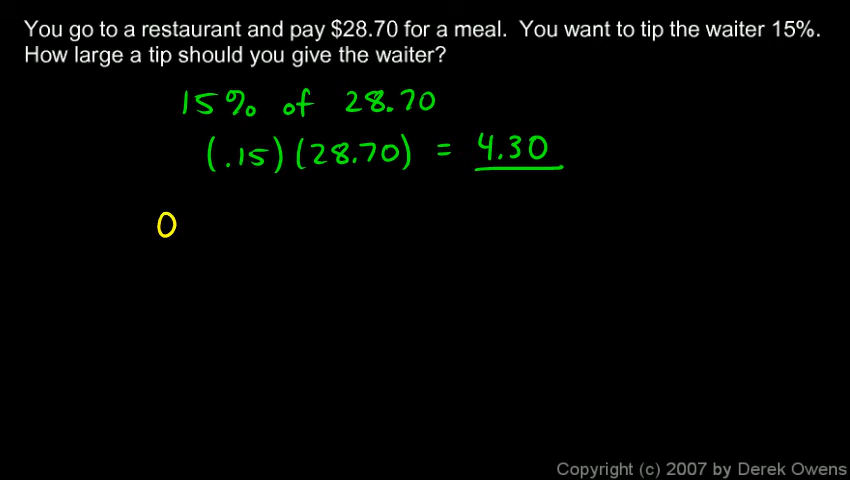 You go to a restaurant and pay $28.70 for a meal. You want to tip the waiter 15%.
How large a tip should you give the waiter?
15% of 28.70
(.15)(28.70) = 4.30
0
Copyright (c) 2007 by Derek Owens